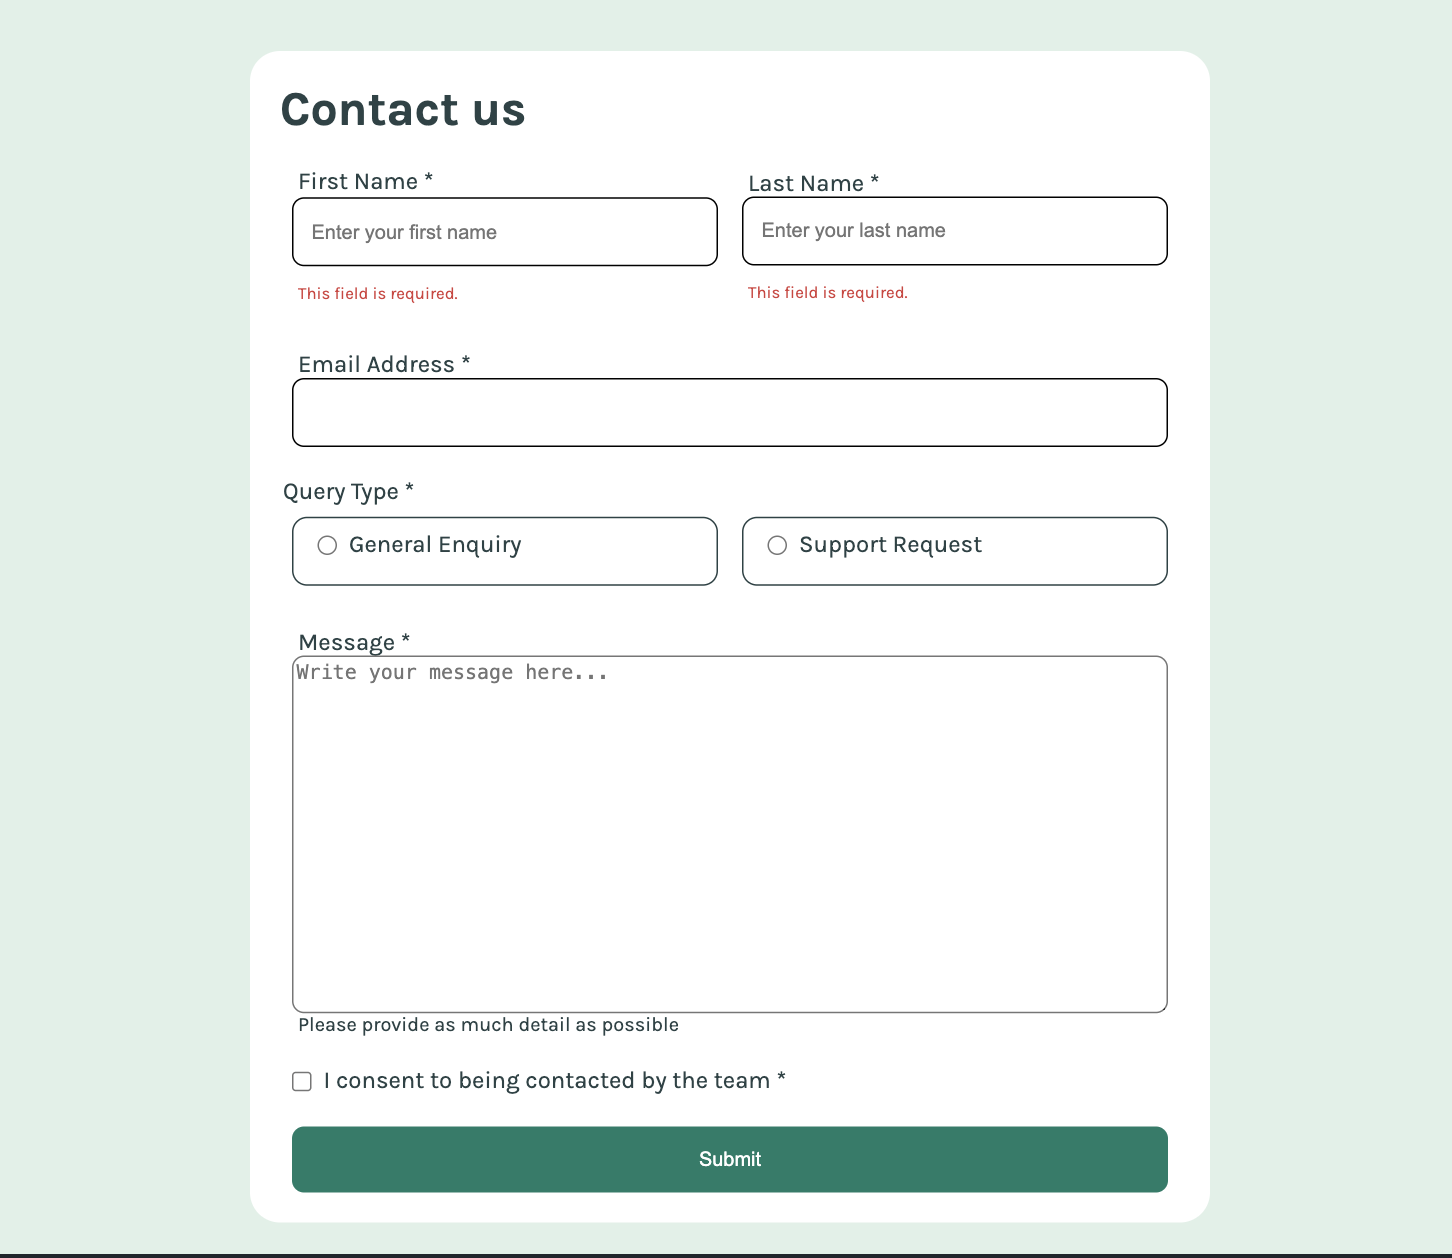 Contact us
First Name *
Last Name *
Enter your first name
Enter your last name
This field is required.
This field is required.
Email Address *
Query Type *
General Enquiry
Support Request
Message *
Write your message here...
Please provide as much detail as possible
I consent to being contacted by the team *
Submit